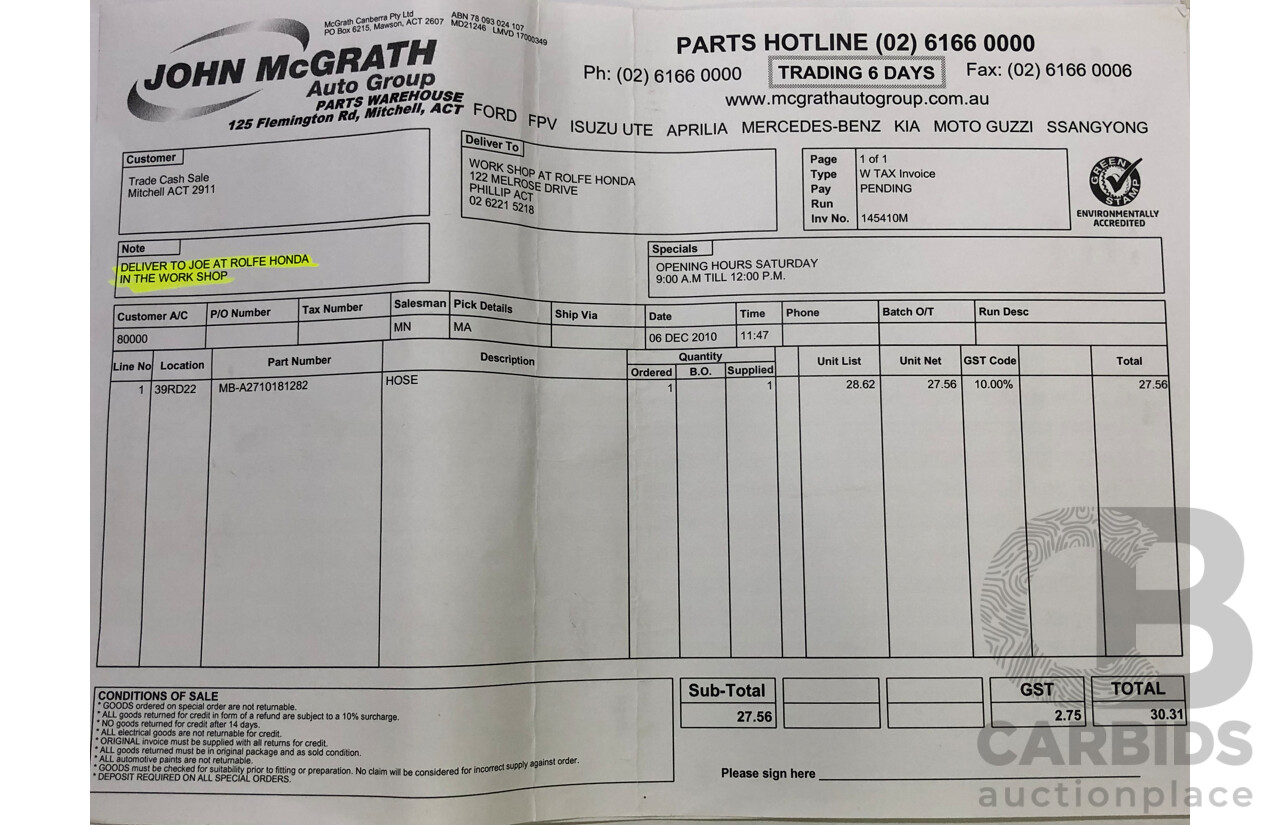 McGrath Canberra Pty Ltd ABN 78 093 024 107
PO Box 6215, Mawson, ACT 2607 MD21246 LMVD 17000349
JOHN McGRATH
Auto Group
PARTS WAREHOUSE
125 Flemington Rd, Mitchell, ACT
PARTS HOTLINE (02) 6166 0000
Ph: (02) 6166 0000 TRADING 6 DAYS Fax: (02) 6166 0006
www.mcgrathautogroup.com.au
FORD FPV ISUZU UTE APRILIA MERCEDES-BENZ KIA MOTO GUZZI SSANGYONG
Customer
Trade Cash Sale
Mitchell ACT 2911
Deliver To
WORK SHOP AT ROLFE HONDA
122 MELROSE DRIVE
PHILLIP ACT
02 6221 5218
Page 1 of 1
Type W TAX Invoice
Pay PENDING
Run
Inv No. 145410M
GREEN STAMP
ENVIRONMENTALLY
ACCREDITED
Note
DELIVER TO JOE AT ROLFE HONDA
IN THE WORK SHOP
Specials
OPENING HOURS SATURDAY
9:00 A.M TILL 12:00 P.M.
Customer A/C P/O Number Tax Number Salesman Pick Details Ship Via Date Time Phone Batch O/T Run Desc
80000 MN MA 06 DEC 2010 11:47
Line No Location Part Number Description Quantity Unit List Unit Net GST Code Total
Ordered B.O. Supplied
1 39RD22 MB-A2710181282 HOSE 1 1 28.62 27.56 10.00% 27.56
CONDITIONS OF SALE
* GOODS ordered on special order are not returnable.
* ALL goods returned for credit in form of a refund are subject to a 10% surcharge.
* NO goods returned for credit after 14 days.
* ALL electrical goods are not returnable for credit.
* ORIGINAL invoice must be supplied with all returns for credit.
* ALL goods returned must be in original package and as sold condition.
* ALL automotive paints are not returnable.
* GOODS must be checked for suitability prior to fitting or preparation. No claim will be considered for incorrect supply against order.
* DEPOSIT REQUIRED ON ALL SPECIAL ORDERS.
Sub-Total GST TOTAL
27.56 2.75 30.31
Please sign here
CB
CARBIDS
auctionplace